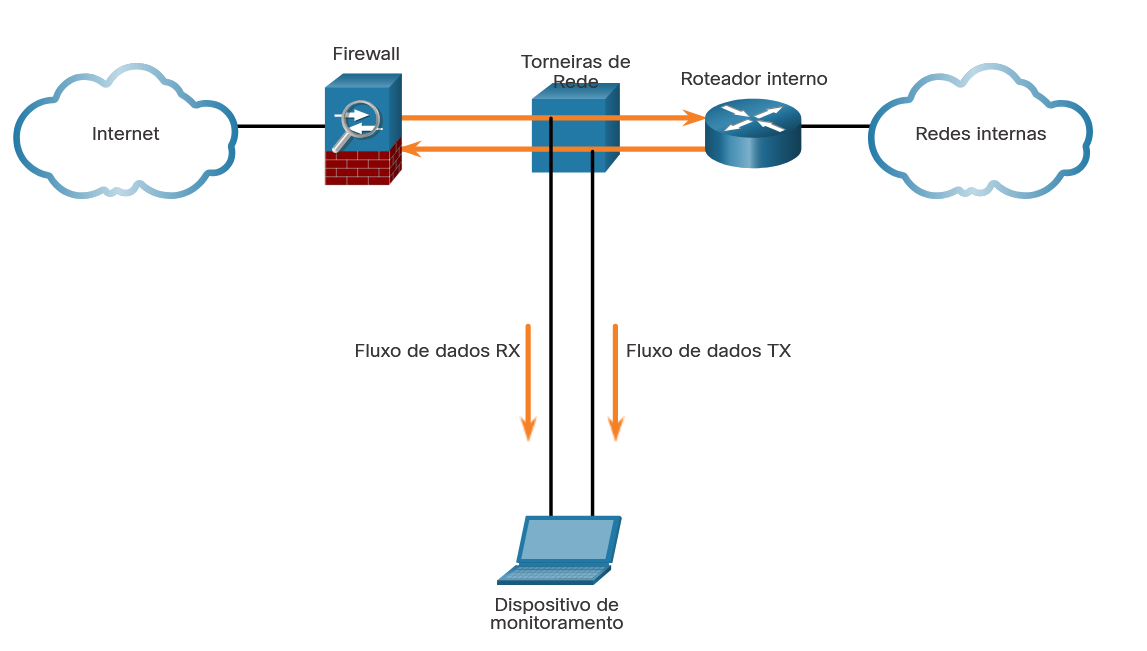 Firewall
Torneiras de
Rede
Roteador interno
Internet
Redes internas
Fluxo de dados RX
Fluxo de dados TX
Dispositivo de
monitoramento